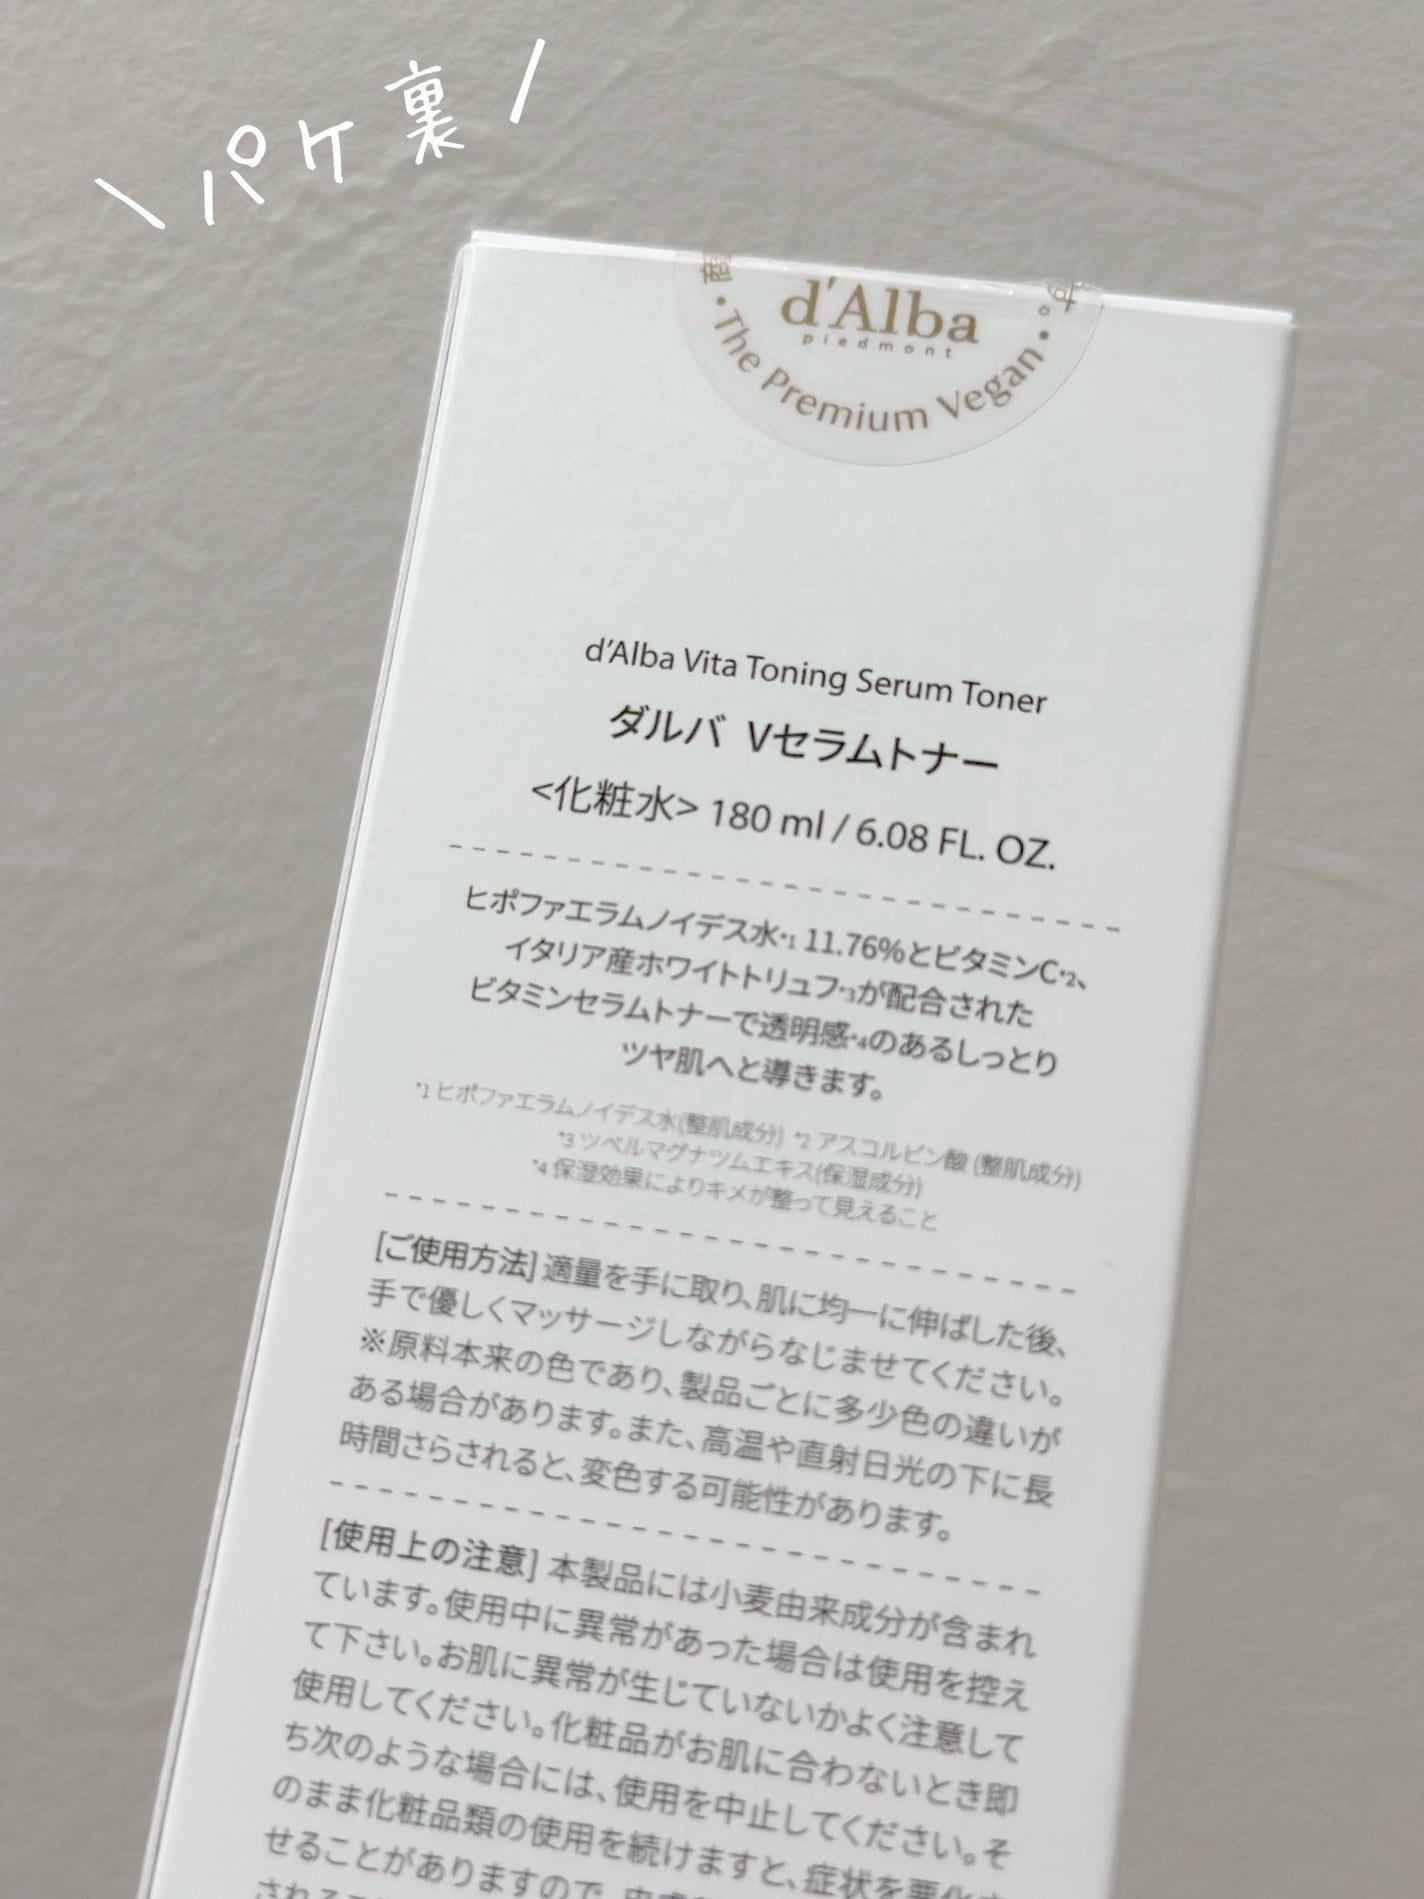 \ パケ裏 /
d'Alba
piedmont
• The Premium Vegan •
d'Alba Vita Toning Serum Toner
ダルバ Vセラムトナー
<化粧水> 180 ml / 6.08 FL. OZ.
ヒポファエラムノイデス水*1 11.76%とビタミンC*2、
イタリア産ホワイトトリュフ*3が配合された
ビタミンセラムトナーで透明感*4のあるしっとり
ツヤ肌へと導きます。
*1 ヒポファエラムノイデス水(整肌成分) *2 アスコルビン酸 (整肌成分)
*3 ツベルマグナツムエキス(保湿成分)
*4 保湿効果によりキメが整って見えること
[ご使用方法] 適量を手に取り、肌に均一に伸ばした後、
手で優しくマッサージしながらなじませてください。
※原料本来の色であり、製品ごとに多少色の違いが
ある場合があります。また、高温や直射日光の下に長
時間さらされると、変色する可能性があります。
[使用上の注意] 本製品には小麦由来成分が含まれ
ています。使用中に異常があった場合は使用を控え
て下さい。お肌に異常が生じていないかよく注意して
使用してください。化粧品がお肌に合わないとき即
ち次のような場合には、使用を中止してください。そ
のまま化粧品類の使用を続けますと、症状を悪化さ
せることがありますので、皮膚